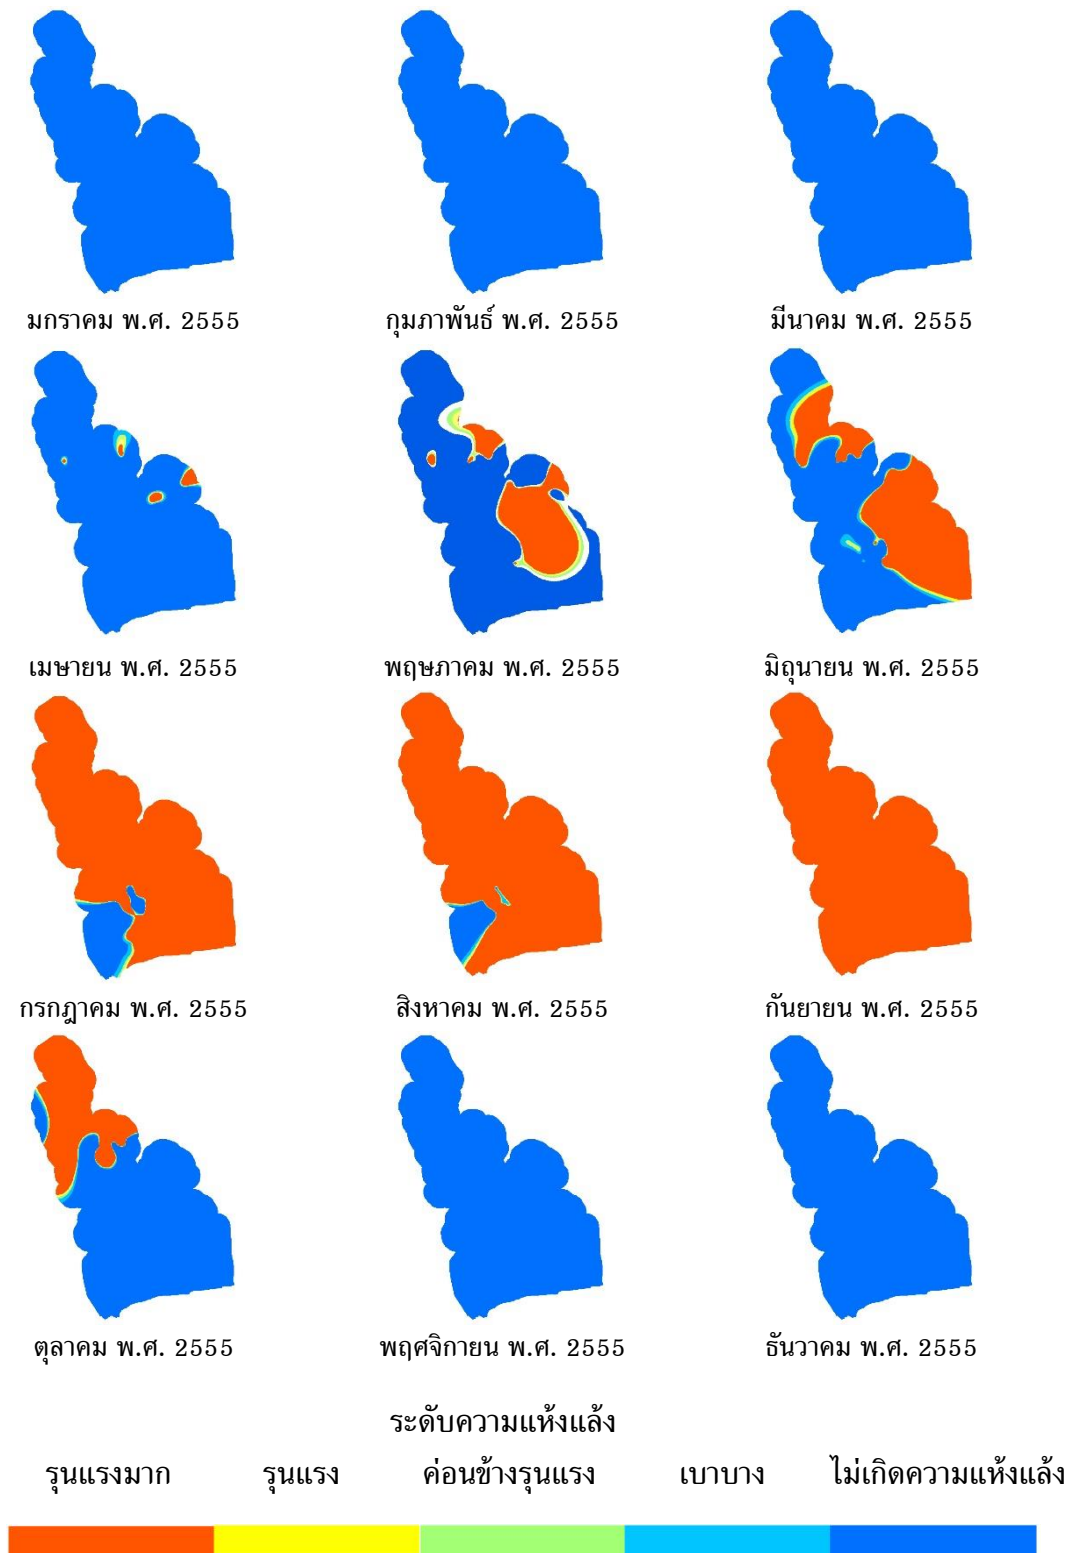 มกราคม พ.ศ. 2555
กุมภาพันธ์ พ.ศ. 2555
มีนาคม พ.ศ. 2555
เมษายน พ.ศ. 2555
พฤษภาคม พ.ศ. 2555
มิถุนายน พ.ศ. 2555
กรกฎาคม พ.ศ. 2555
สิงหาคม พ.ศ. 2555
กันยายน พ.ศ. 2555
ตุลาคม พ.ศ. 2555
พฤศจิกายน พ.ศ. 2555
ธันวาคม พ.ศ. 2555
ระดับความแห้งแล้ง
รุนแรงมาก
รุนแรง
ค่อนข้างรุนแรง
เบาบาง
ไม่เกิดความแห้งแล้ง